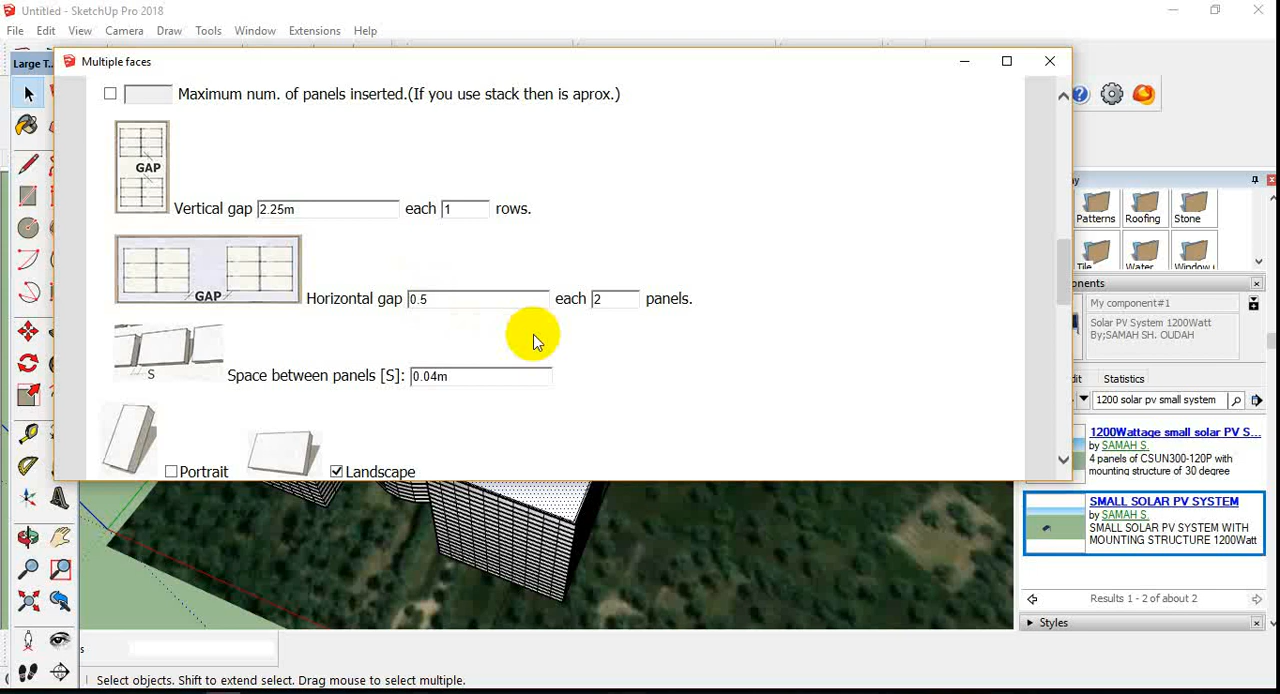 Untitled - SketchUp Pro 2018
File Edit View Camera Draw Tools Window Extensions Help
Large T...
Multiple faces
Maximum num. of panels inserted.(If you use stack then is aprox.)
GAP
Vertical gap 2.25m each 1 rows.
GAP
Horizontal gap 0.5 each 2 panels.
S
Space between panels [S]: 0.04m
Portrait Landscape
Patterns Roofing Stone
Tile Water Window
My component#1
Solar PV System 1200Watt
By;SAMAH SH. OUDAH
Statistics
1200 solar pv small system
1200Wattage small solar PV S...
by SAMAH S.
4 panels of CSUN300-120P with
mounting structure of 30 degree
SMALL SOLAR PV SYSTEM
by SAMAH S.
SMALL SOLAR PV SYSTEM WITH
MOUNTING STRUCTURE 1200Watt
Results 1 - 2 of about 2
Styles
Select objects. Shift to extend select. Drag mouse to select multiple.